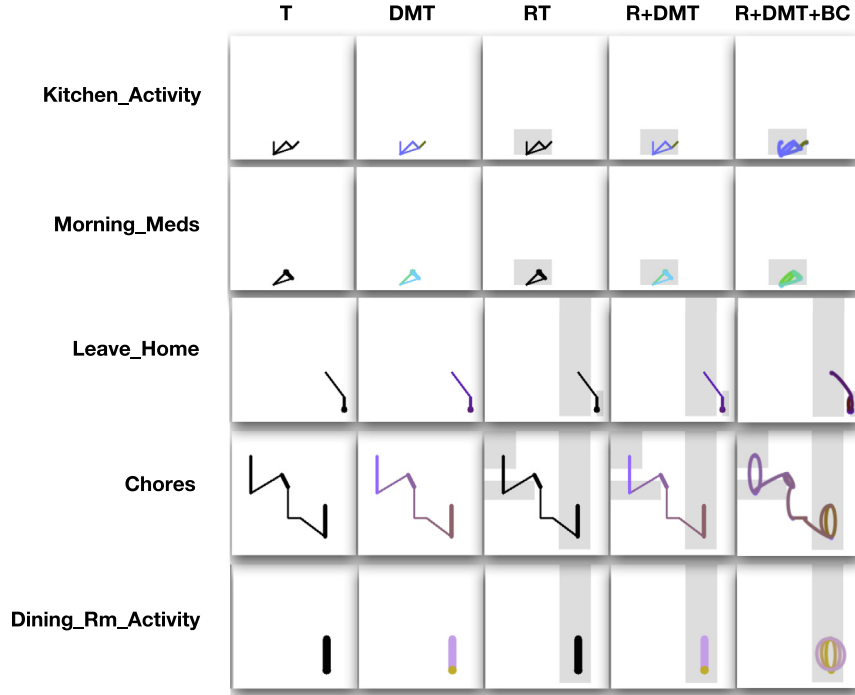 T DMT RT R+DMT R+DMT+BC
Kitchen_Activity
Morning_Meds
Leave_Home
Chores
Dining_Rm_Activity